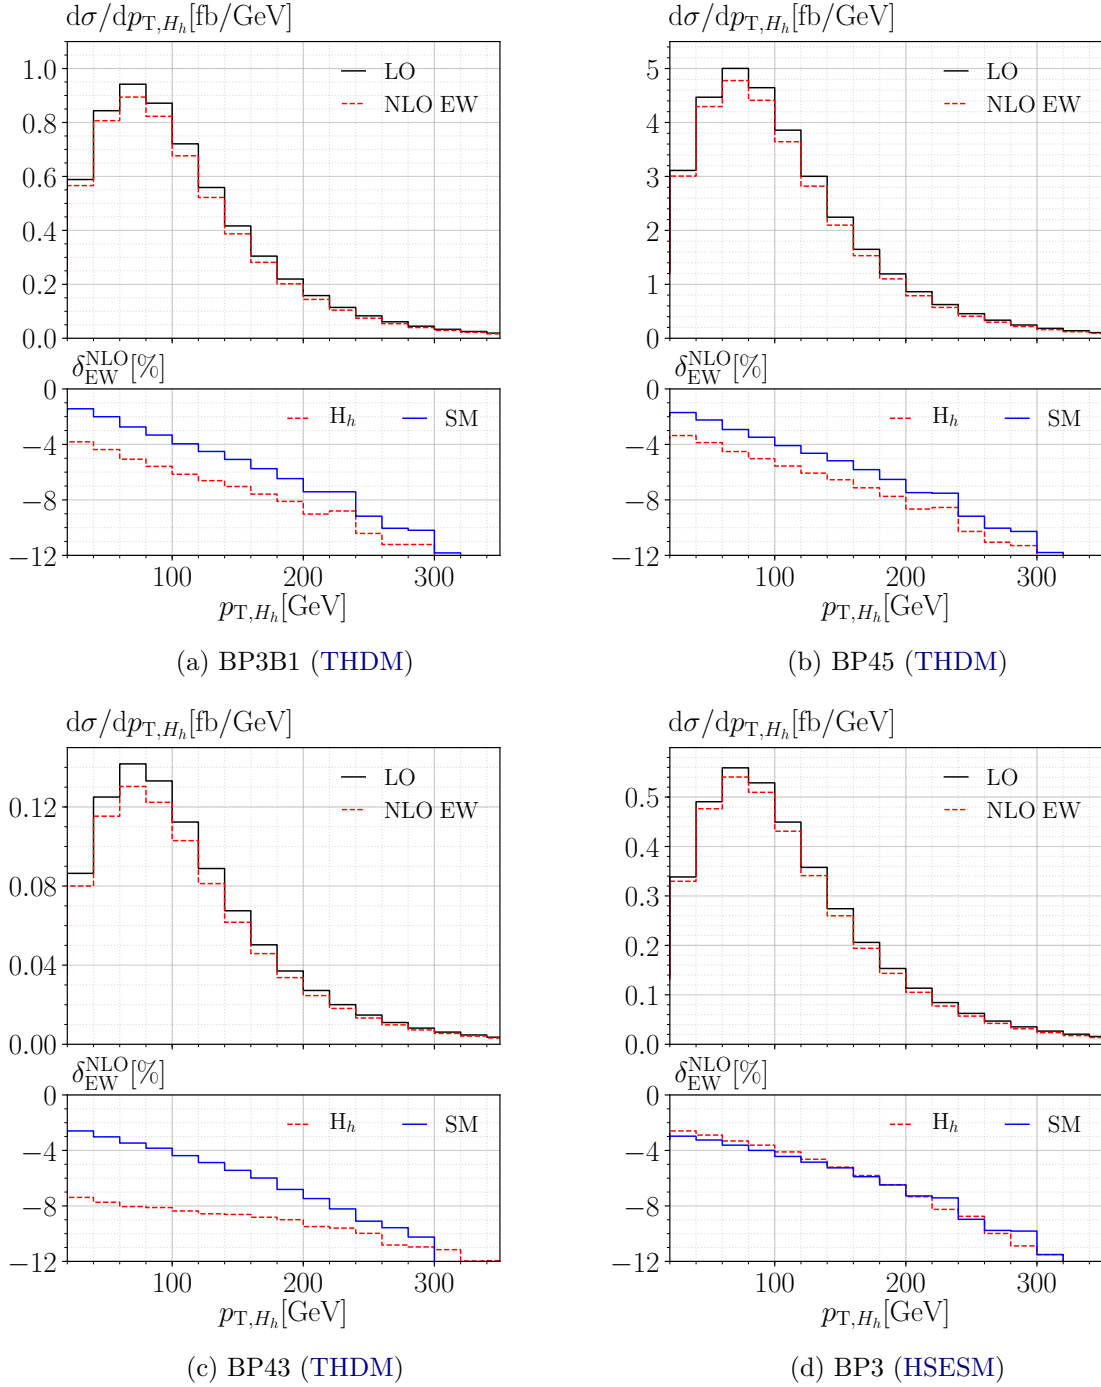 dσ/dp_{T,H_h}[fb/GeV]
1.0
0.8
0.6
0.4
0.2
0.0
LO
NLO EW
δ_EW^NLO[%]
0
−4
−8
−12
H_h
SM
100
200
300
p_{T,H_h}[GeV]
(a) BP3B1 (THDM)
dσ/dp_{T,H_h}[fb/GeV]
5
4
3
2
1
0
LO
NLO EW
δ_EW^NLO[%]
0
−4
−8
−12
H_h
SM
100
200
300
p_{T,H_h}[GeV]
(b) BP45 (THDM)
dσ/dp_{T,H_h}[fb/GeV]
0.12
0.08
0.04
0.00
LO
NLO EW
δ_EW^NLO[%]
0
−4
−8
−12
H_h
SM
100
200
300
p_{T,H_h}[GeV]
(c) BP43 (THDM)
dσ/dp_{T,H_h}[fb/GeV]
0.5
0.4
0.3
0.2
0.1
0.0
LO
NLO EW
δ_EW^NLO[%]
0
−4
−8
−12
H_h
SM
100
200
300
p_{T,H_h}[GeV]
(d) BP3 (HSESM)